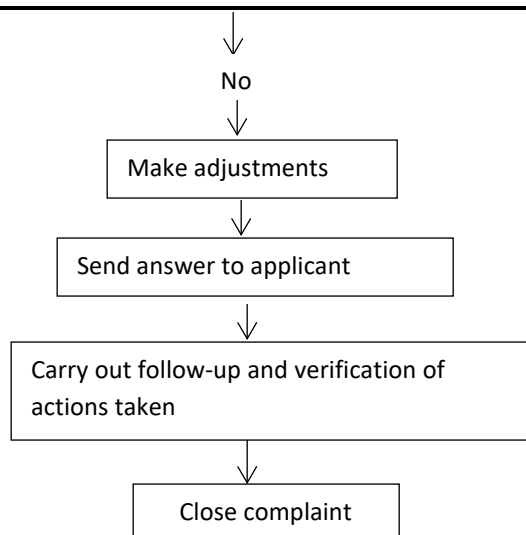 No
Make adjustments
Send answer to applicant
Carry out follow-up and verification of
actions taken
Close complaint